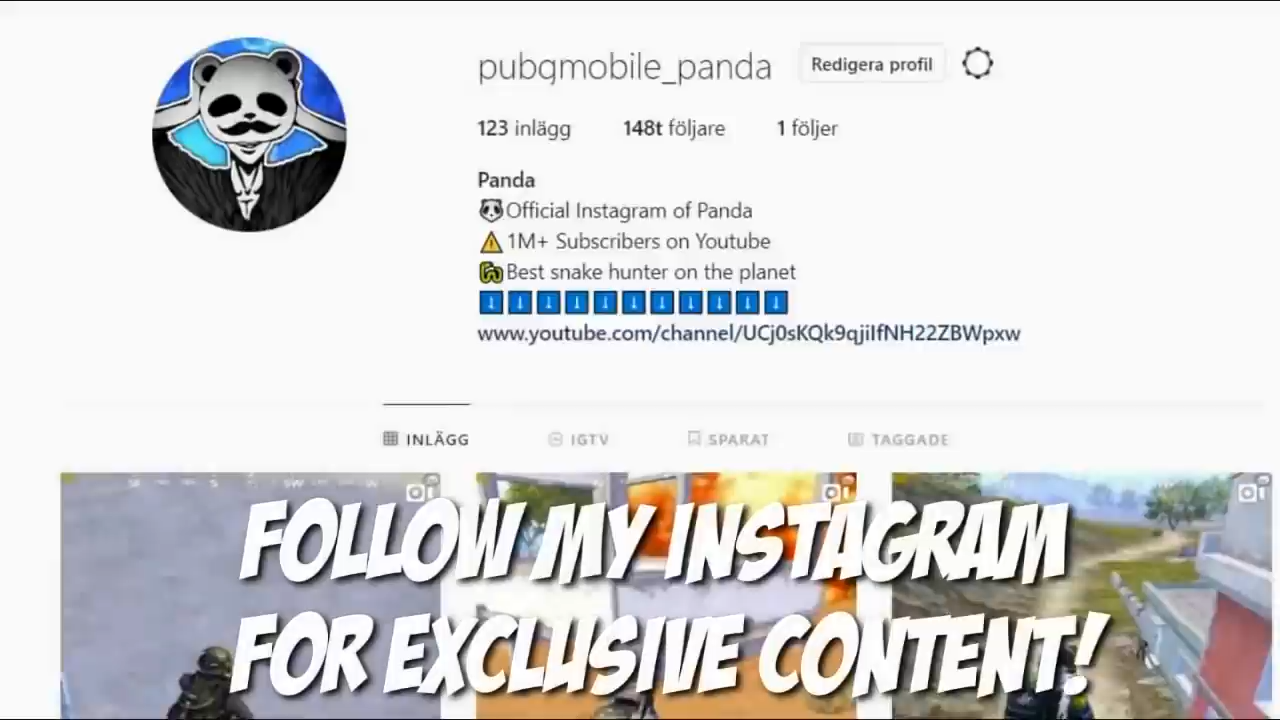 pubgmobile_panda Redigera profil
123 inlägg 148t följare 1 följer
Panda
🐼Official Instagram of Panda
⚠️1M+ Subscribers on Youtube
🐍Best snake hunter on the planet
⬇️⬇️⬇️⬇️⬇️⬇️⬇️⬇️⬇️⬇️⬇️
www.youtube.com/channel/UCj0sKQk9qjiIfNH22ZBWpxw
INLÄGG IGTV SPARAT TAGGADE
FOLLOW MY INSTAGRAM
FOR EXCLUSIVE CONTENT!